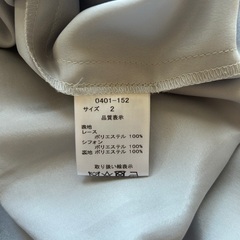 0401-152
サイズ 2
品質表示
表地
レース
ポリエステル 100%
シフォン
ポリエステル 100%
裏地 ポリエステル 100%
取り扱い絵表示